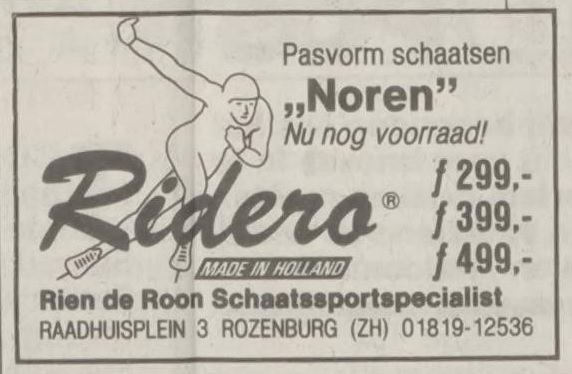 Pasvorm schaatsen
„Noren”
Nu nog voorraad!
Ridero®
ƒ 299,-
ƒ 399,-
ƒ 499,-
MADE IN HOLLAND
Rien de Roon Schaatssportspecialist
RAADHUISPLEIN 3 ROZENBURG (ZH) 01819-12536